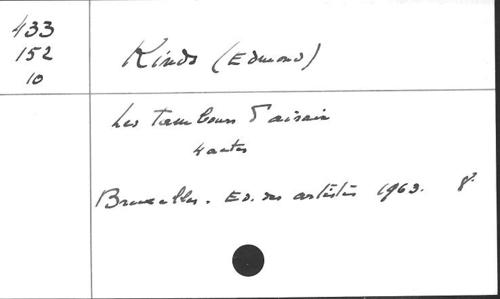 433
152
10
Kinds (Edmond)
Les tambours d'airain
4 actes
Bruxelles. Ed. des artistes 1963. 8°.